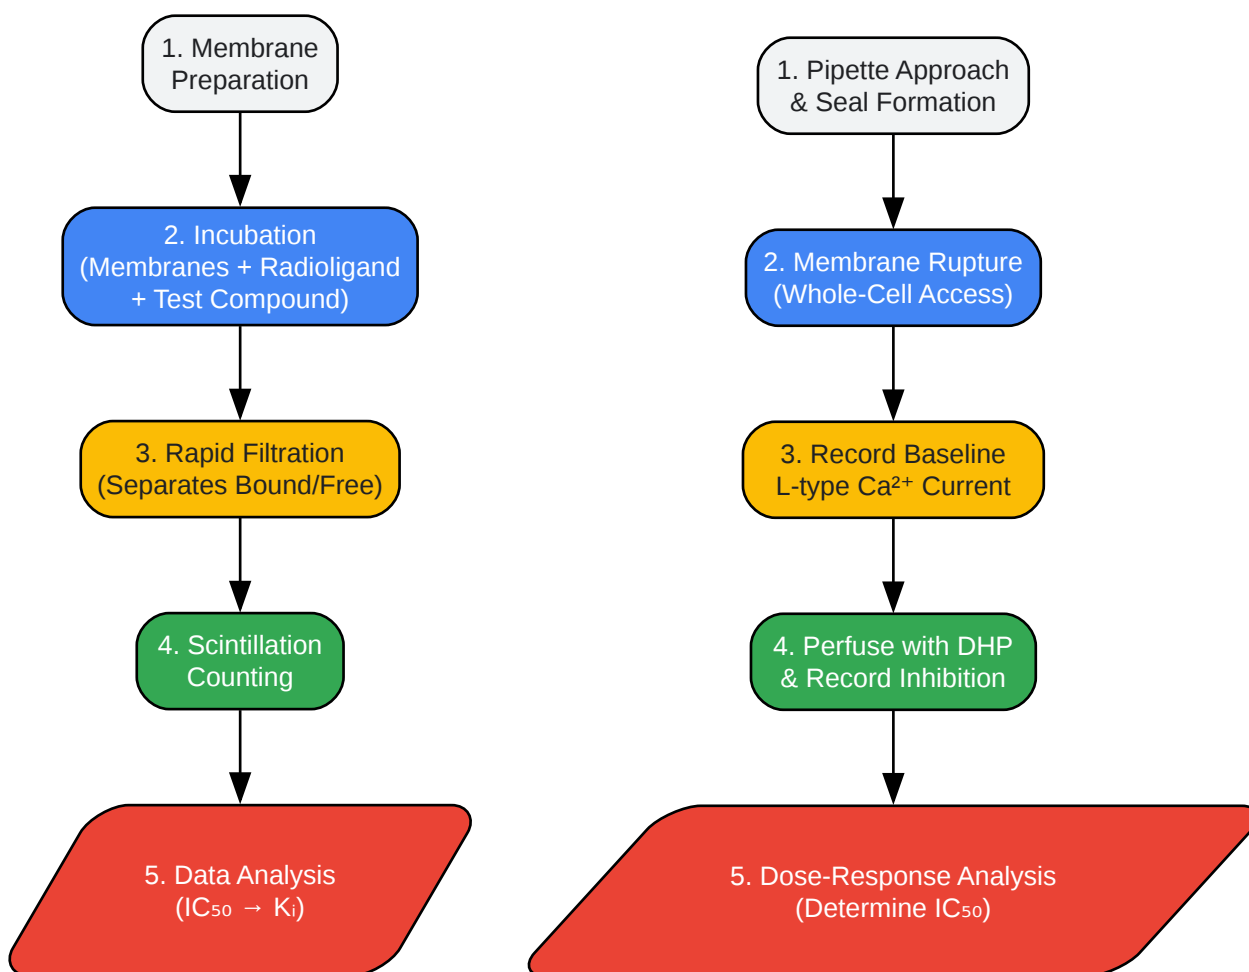 1. Membrane
Preparation
2. Incubation
(Membranes + Radioligand
+ Test Compound)
3. Rapid Filtration
(Separates Bound/Free)
4. Scintillation
Counting
5. Data Analysis
(IC₅₀ → Kᵢ)
1. Pipette Approach
& Seal Formation
2. Membrane Rupture
(Whole-Cell Access)
3. Record Baseline
L-type Ca²⁺ Current
4. Perfuse with DHP
& Record Inhibition
5. Dose-Response Analysis
(Determine IC₅₀)